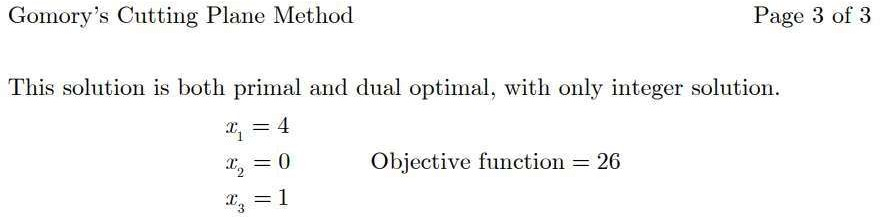 Gomory's Cutting Plane Method Page 3 of 3
This solution is both primal and dual optimal, with only integer solution.
x₁ = 4
x₂ = 0 Objective function = 26
x₃ = 1